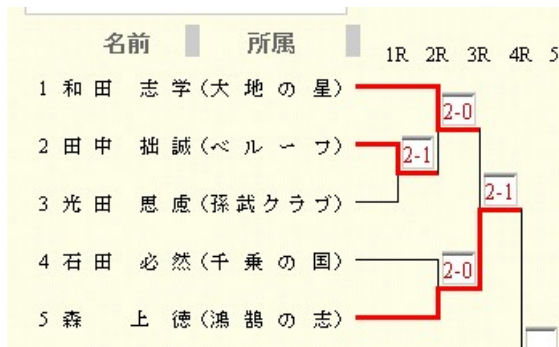 名前 所属 1R 2R 3R 4R 5
1 和田 志学(大地の星)
2-0
2 田中 拙誠(ベルーフ)
2-1
3 光田 思慮(孫武クラブ)
2-1
4 石田 必然(千乗の国)
2-0
5 森 上徳(鴻鵠の志)